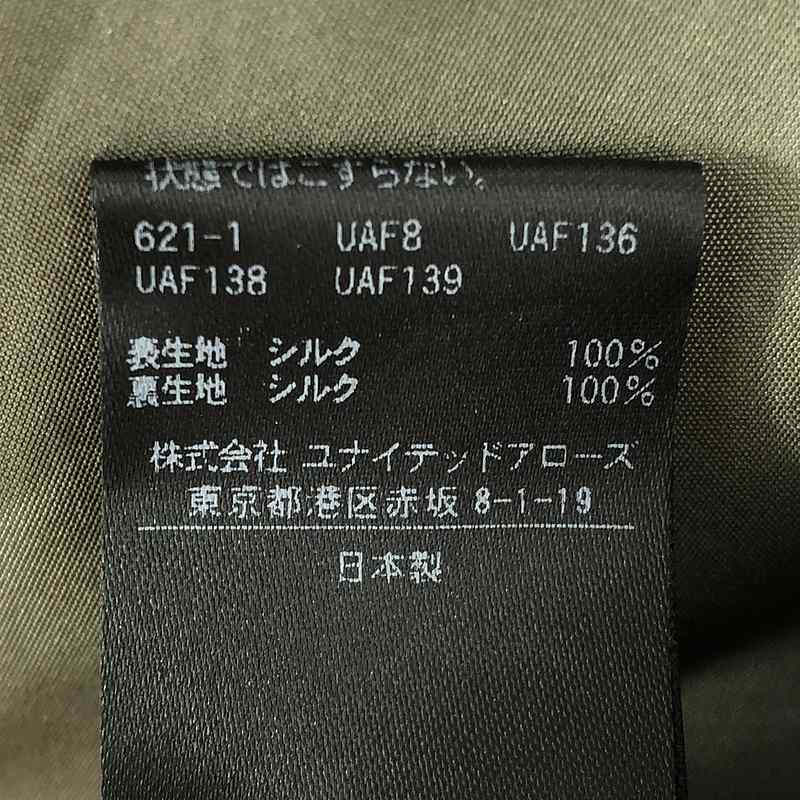 状態ではこすらない。
621-1 UAF8 UAF136
UAF138 UAF139
表生地 シルク 100%
裏生地 シルク 100%
株式会社 ユナイテッドアローズ
東京都港区赤坂 8-1-19
日本製